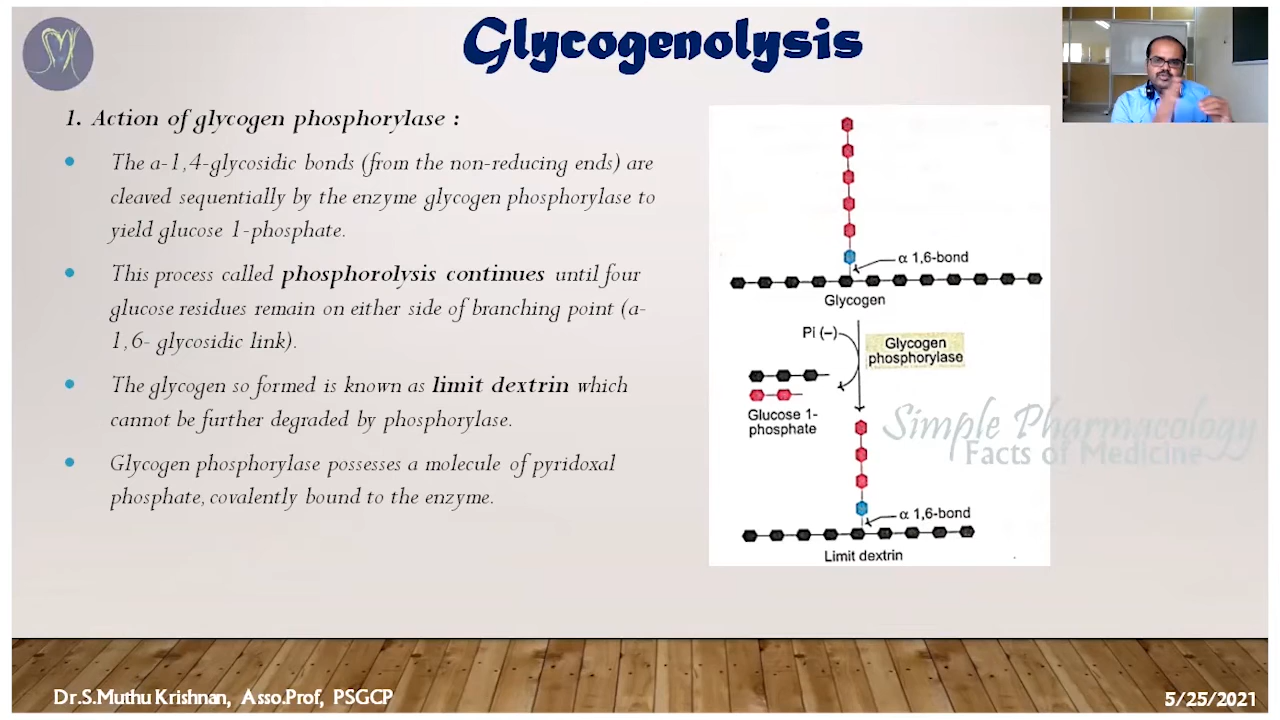 Glycogenolysis
1. Action of glycogen phosphorylase :
The a-1,4-glycosidic bonds (from the non-reducing ends) are
cleaved sequentially by the enzyme glycogen phosphorylase to
yield glucose 1-phosphate.
This process called phosphorolysis continues until four
glucose residues remain on either side of branching point (a-
1,6- glycosidic link).
The glycogen so formed is known as limit dextrin which
cannot be further degraded by phosphorylase.
Glycogen phosphorylase possesses a molecule of pyridoxal
phosphate, covalently bound to the enzyme.
α 1,6-bond
Glycogen
Pi (–)
Glycogen
phosphorylase
Glucose 1-
phosphate
α 1,6-bond
Limit dextrin
Simple Pharmacology
Facts of Medicine
Dr.S.Muthu Krishnan, Asso.Prof, PSGCP
5/25/2021